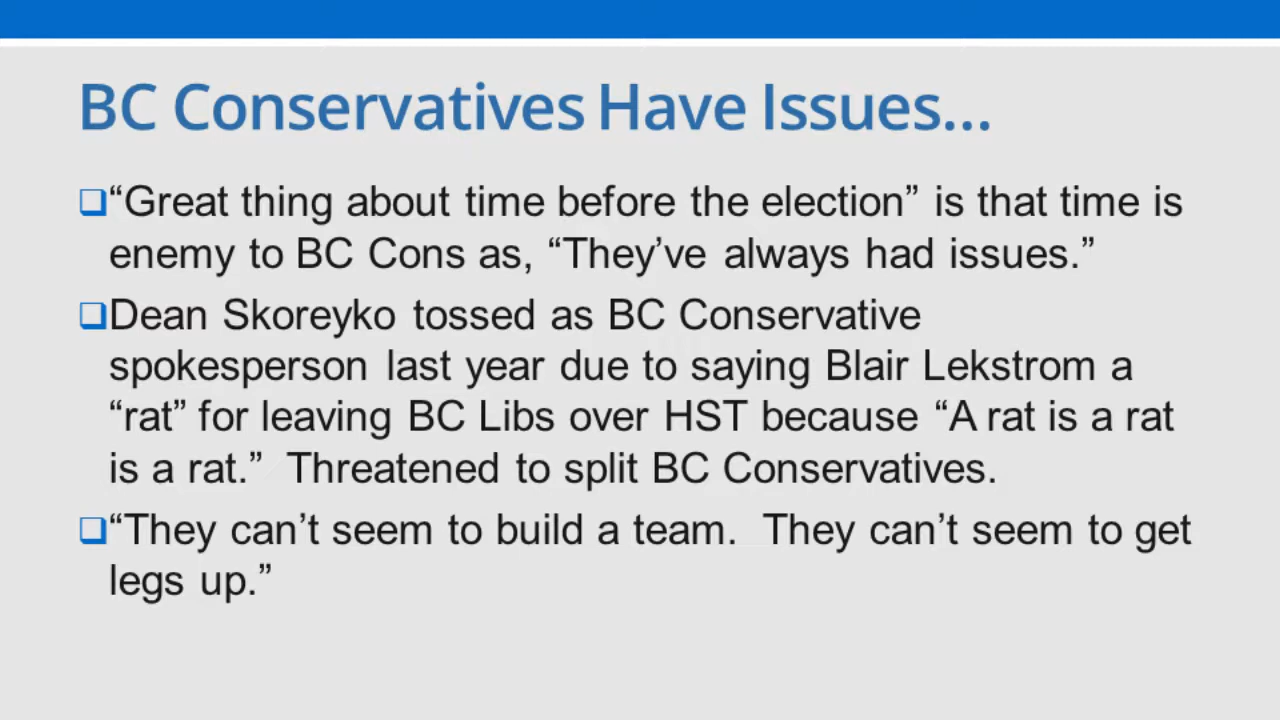 BC Conservatives Have Issues...
“Great thing about time before the election” is that time is
enemy to BC Cons as, “They’ve always had issues.”
Dean Skoreyko tossed as BC Conservative
spokesperson last year due to saying Blair Lekstrom a
“rat” for leaving BC Libs over HST because “A rat is a rat
is a rat.” Threatened to split BC Conservatives.
“They can’t seem to build a team. They can’t seem to get
legs up.”